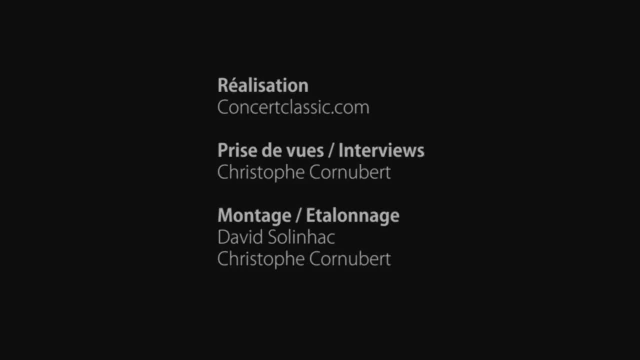 Réalisation
Concertclassic.com
Prise de vues / Interviews
Christophe Cornubert
Montage / Etalonnage
David Solinhac
Christophe Cornubert